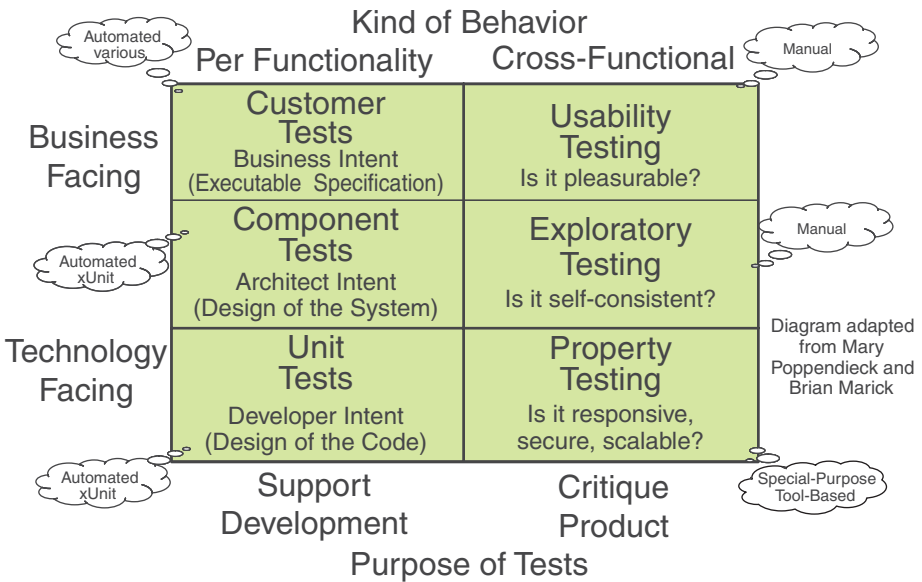 Kind of Behavior
Automated
various
Per Functionality
Cross-Functional
Manual
Business
Facing
Customer
Tests
Business Intent
(Executable Specification)
Usability
Testing
Is it pleasurable?
Component
Tests
Architect Intent
(Design of the System)
Automated
xUnit
Exploratory
Testing
Is it self-consistent?
Manual
Technology
Facing
Unit
Tests
Developer Intent
(Design of the Code)
Automated
xUnit
Property
Testing
Is it responsive,
secure, scalable?
Diagram adapted
from Mary
Poppendieck and
Brian Marick
Special-Purpose
Tool-Based
Support
Development
Critique
Product
Purpose of Tests